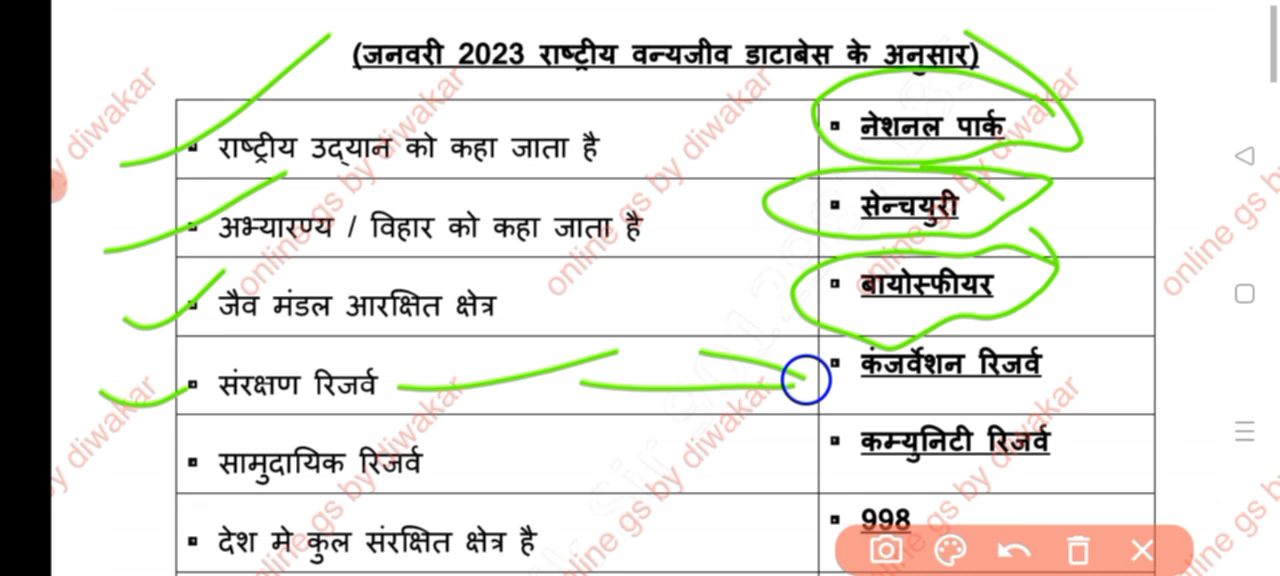 (जनवरी 2023 राष्ट्रीय वन्यजीव डाटाबेस के अनुसार)
राष्ट्रीय उद्यान को कहा जाता है
नेशनल पार्क
अभ्यारण्य / विहार को कहा जाता है
सेन्चयुरी
जैव मंडल आरक्षित क्षेत्र
बायोस्फीयर
संरक्षण रिजर्व
कंजर्वेशन रिजर्व
सामुदायिक रिजर्व
कम्युनिटी रिजर्व
देश मे कुल संरक्षित क्षेत्र है
998
online gs by diwakar